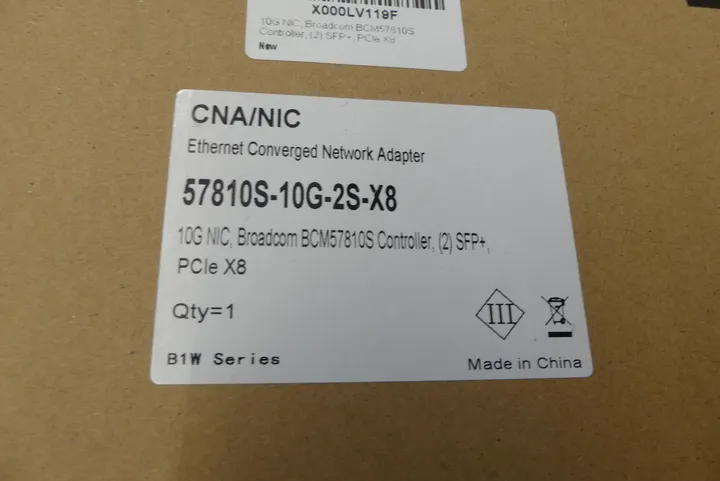 X000LV119F
10G NIC, Broadcom BCM57810S
Controller, (2) SFP+, PCIe X8
New
CNA/NIC
Ethernet Converged Network Adapter
57810S-10G-2S-X8
10G NIC, Broadcom BCM57810S Controller, (2) SFP+,
PCIe X8
Qty=1
III
B1W Series
Made in China